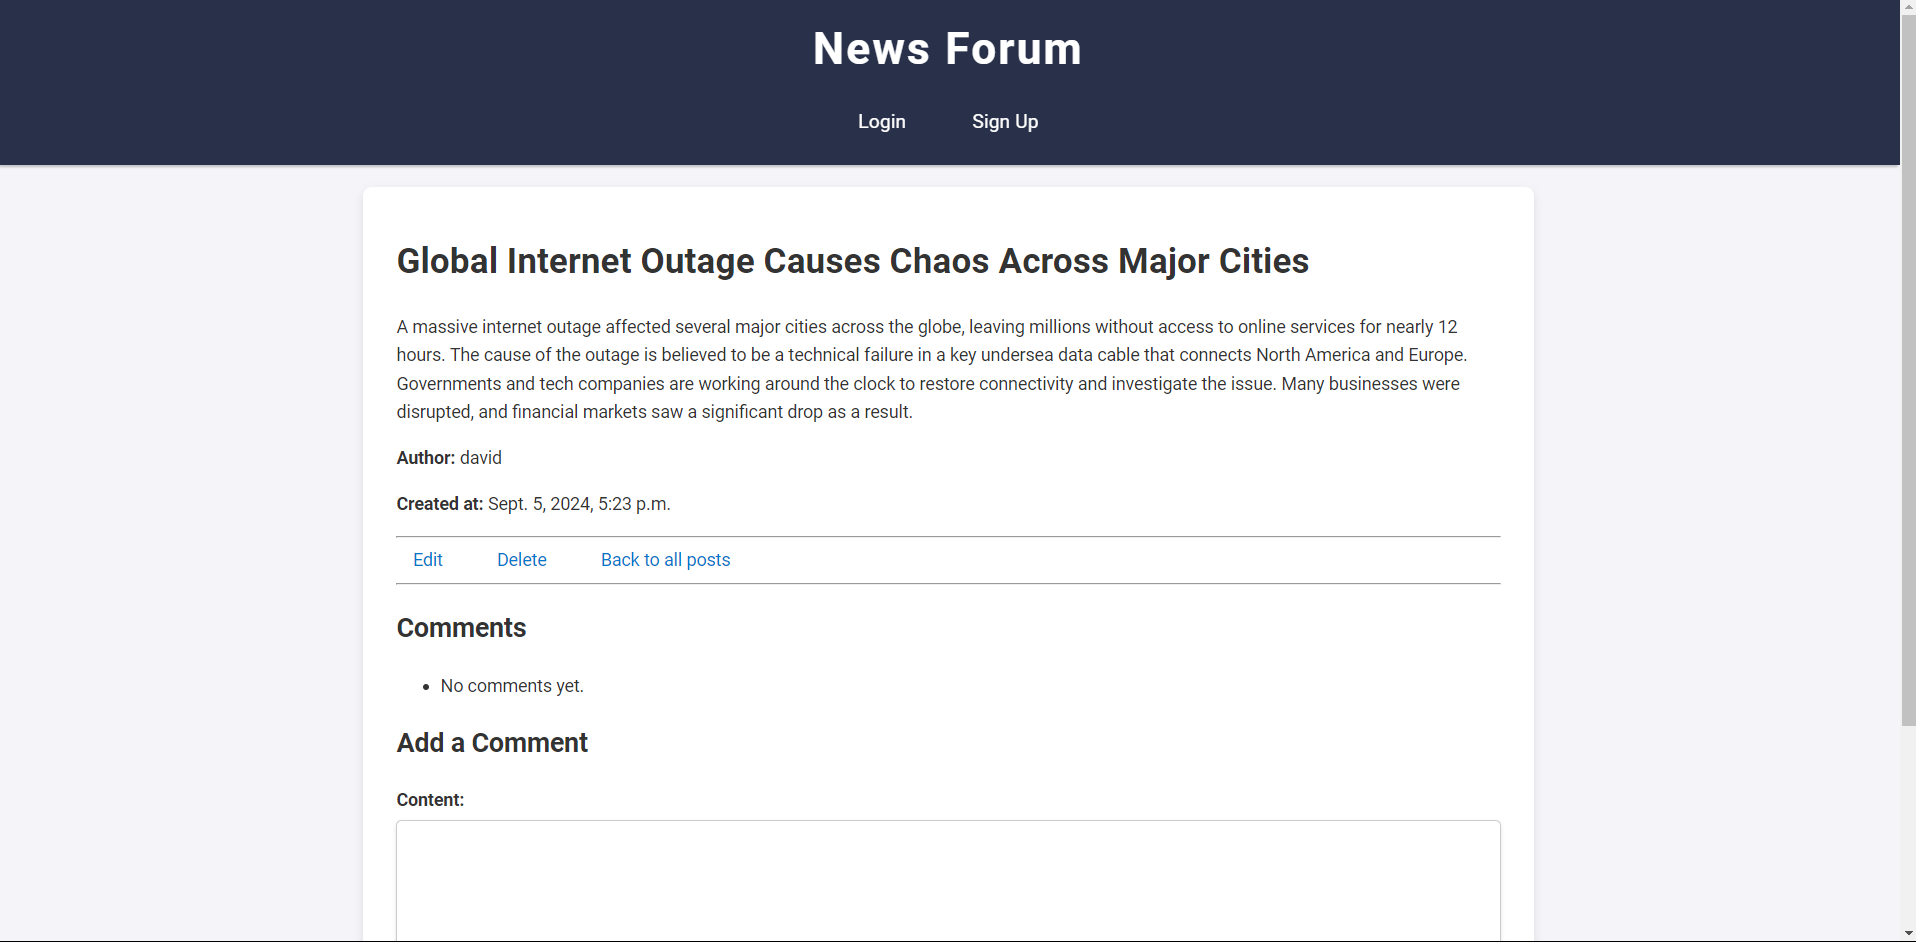 News Forum
Login Sign Up
Global Internet Outage Causes Chaos Across Major Cities
A massive internet outage affected several major cities across the globe, leaving millions without access to online services for nearly 12
hours. The cause of the outage is believed to be a technical failure in a key undersea data cable that connects North America and Europe.
Governments and tech companies are working around the clock to restore connectivity and investigate the issue. Many businesses were
disrupted, and financial markets saw a significant drop as a result.
Author: david
Created at: Sept. 5, 2024, 5:23 p.m.
Edit Delete Back to all posts
Comments
• No comments yet.
Add a Comment
Content: